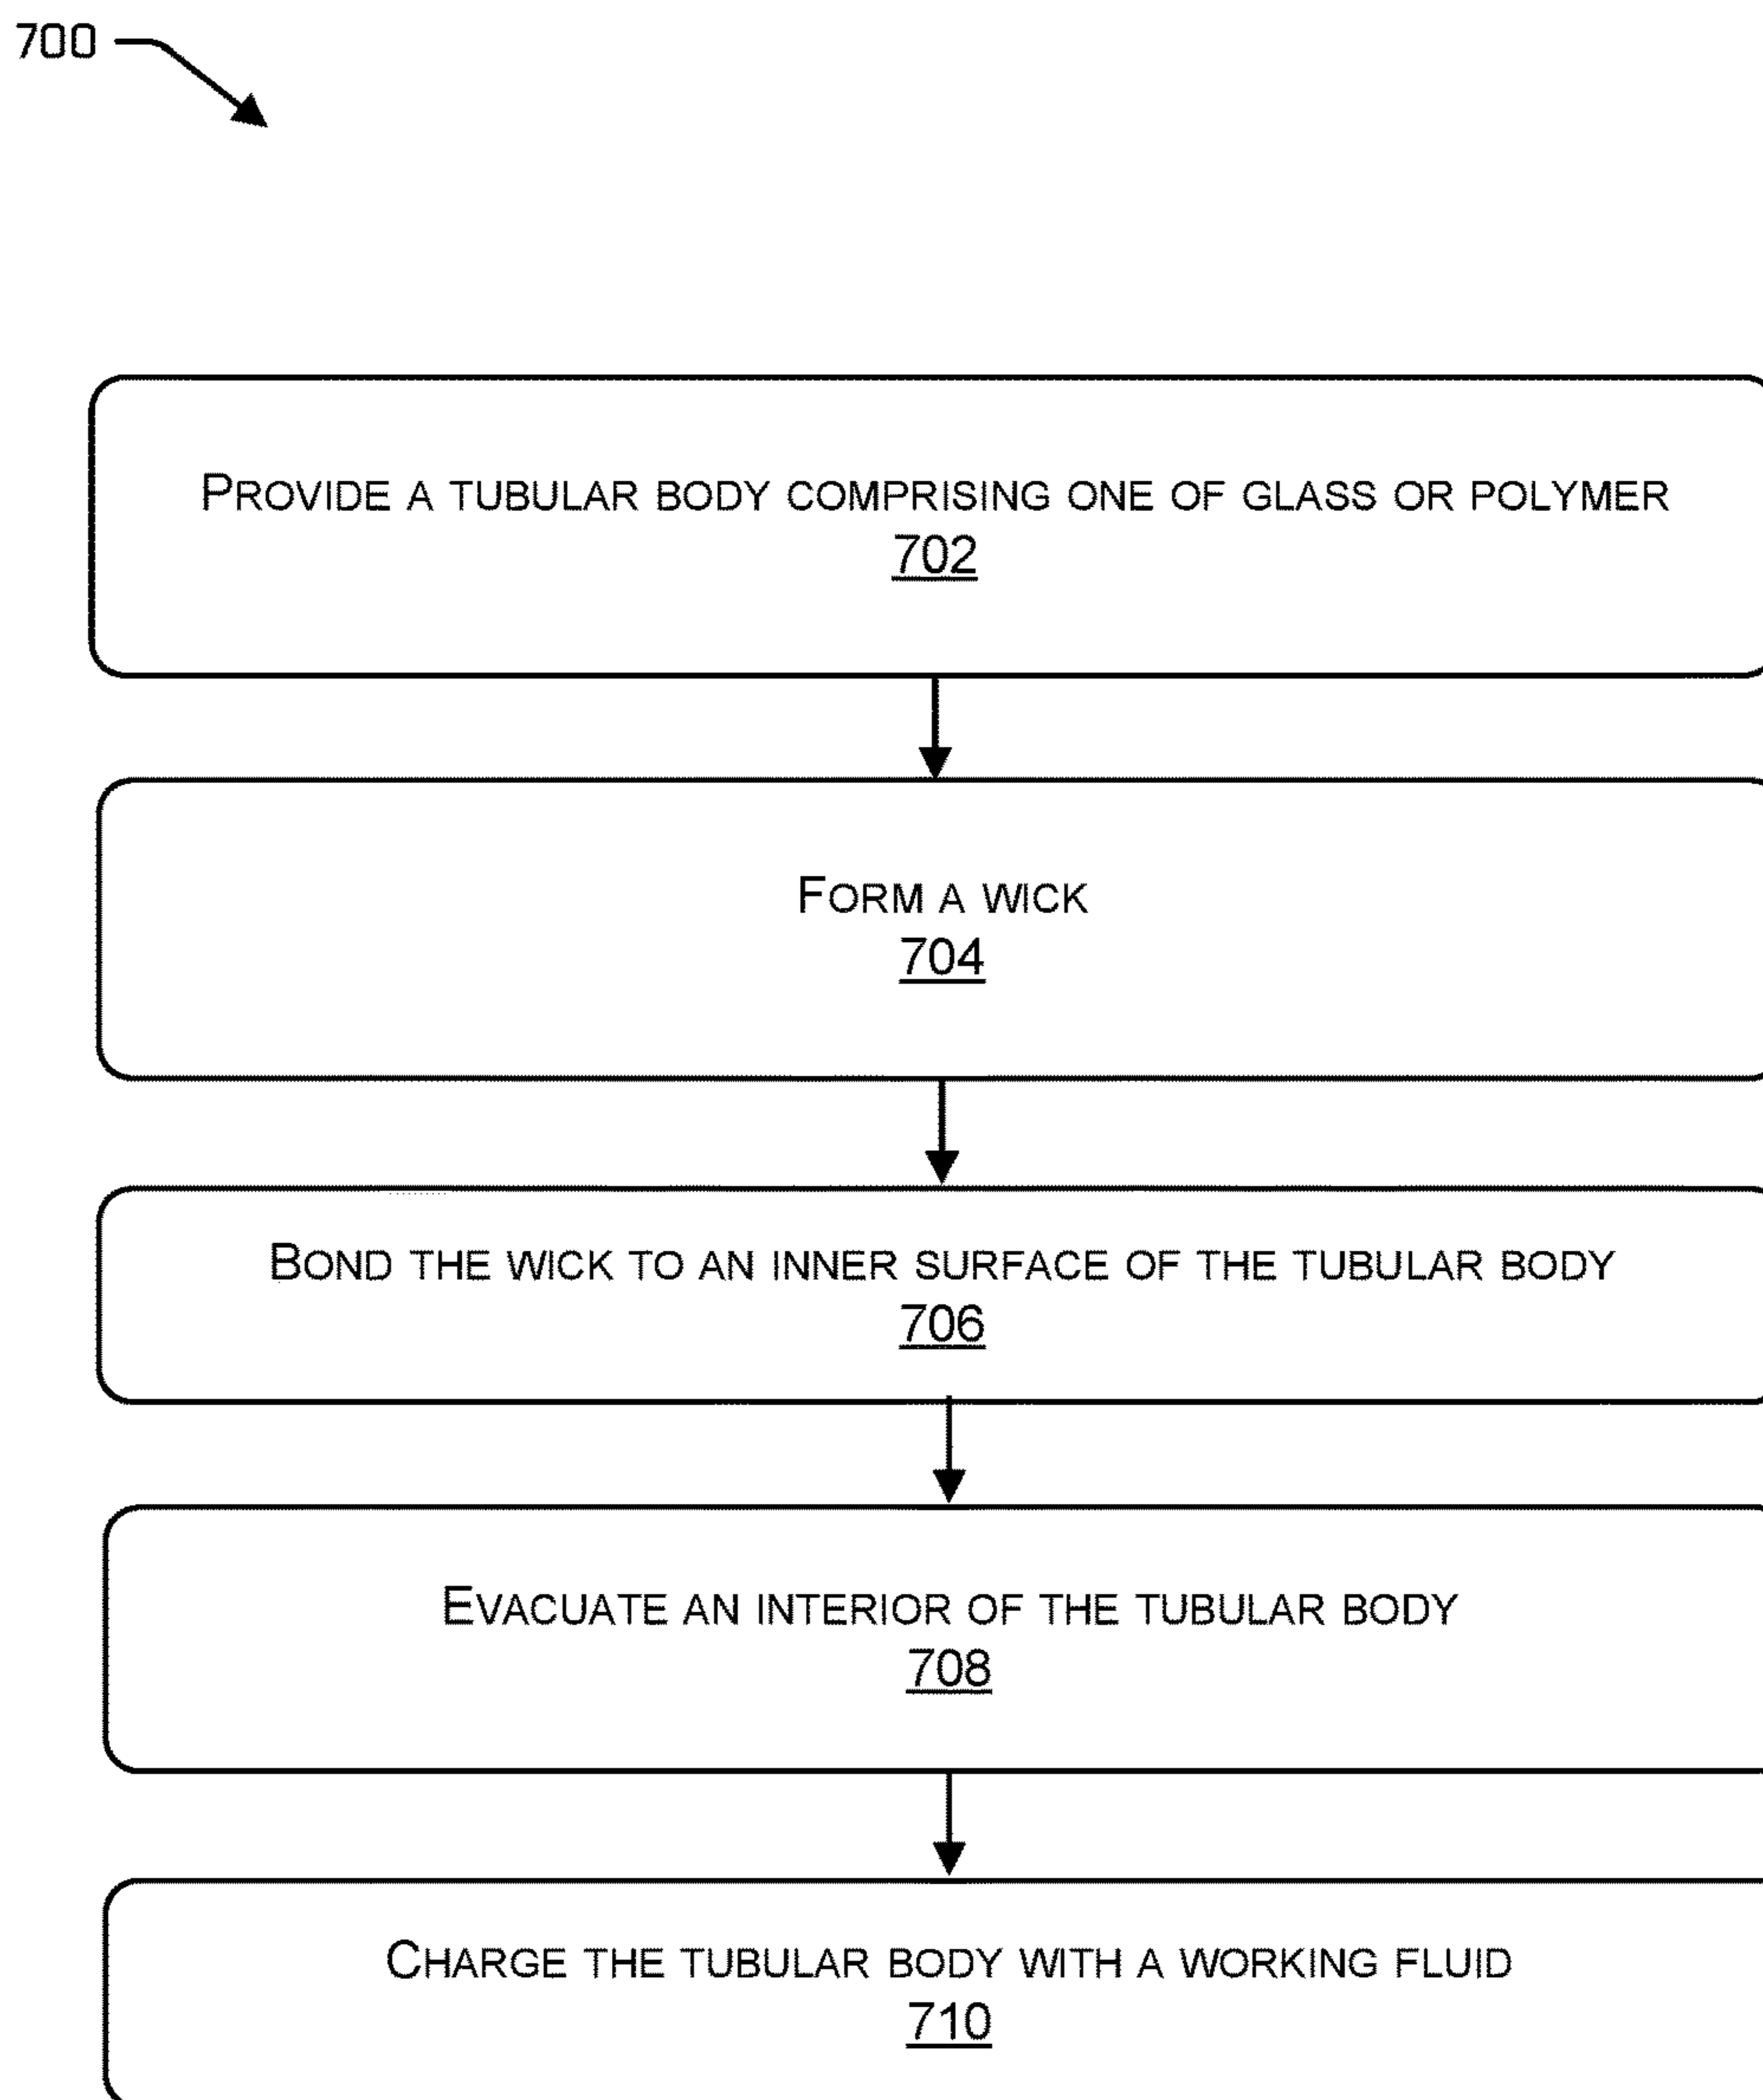 700
PROVIDE A TUBULAR BODY COMPRISING ONE OF GLASS OR POLYMER
702
FORM A WICK
704
BOND THE WICK TO AN INNER SURFACE OF THE TUBULAR BODY
706
EVACUATE AN INTERIOR OF THE TUBULAR BODY
708
CHARGE THE TUBULAR BODY WITH A WORKING FLUID
710